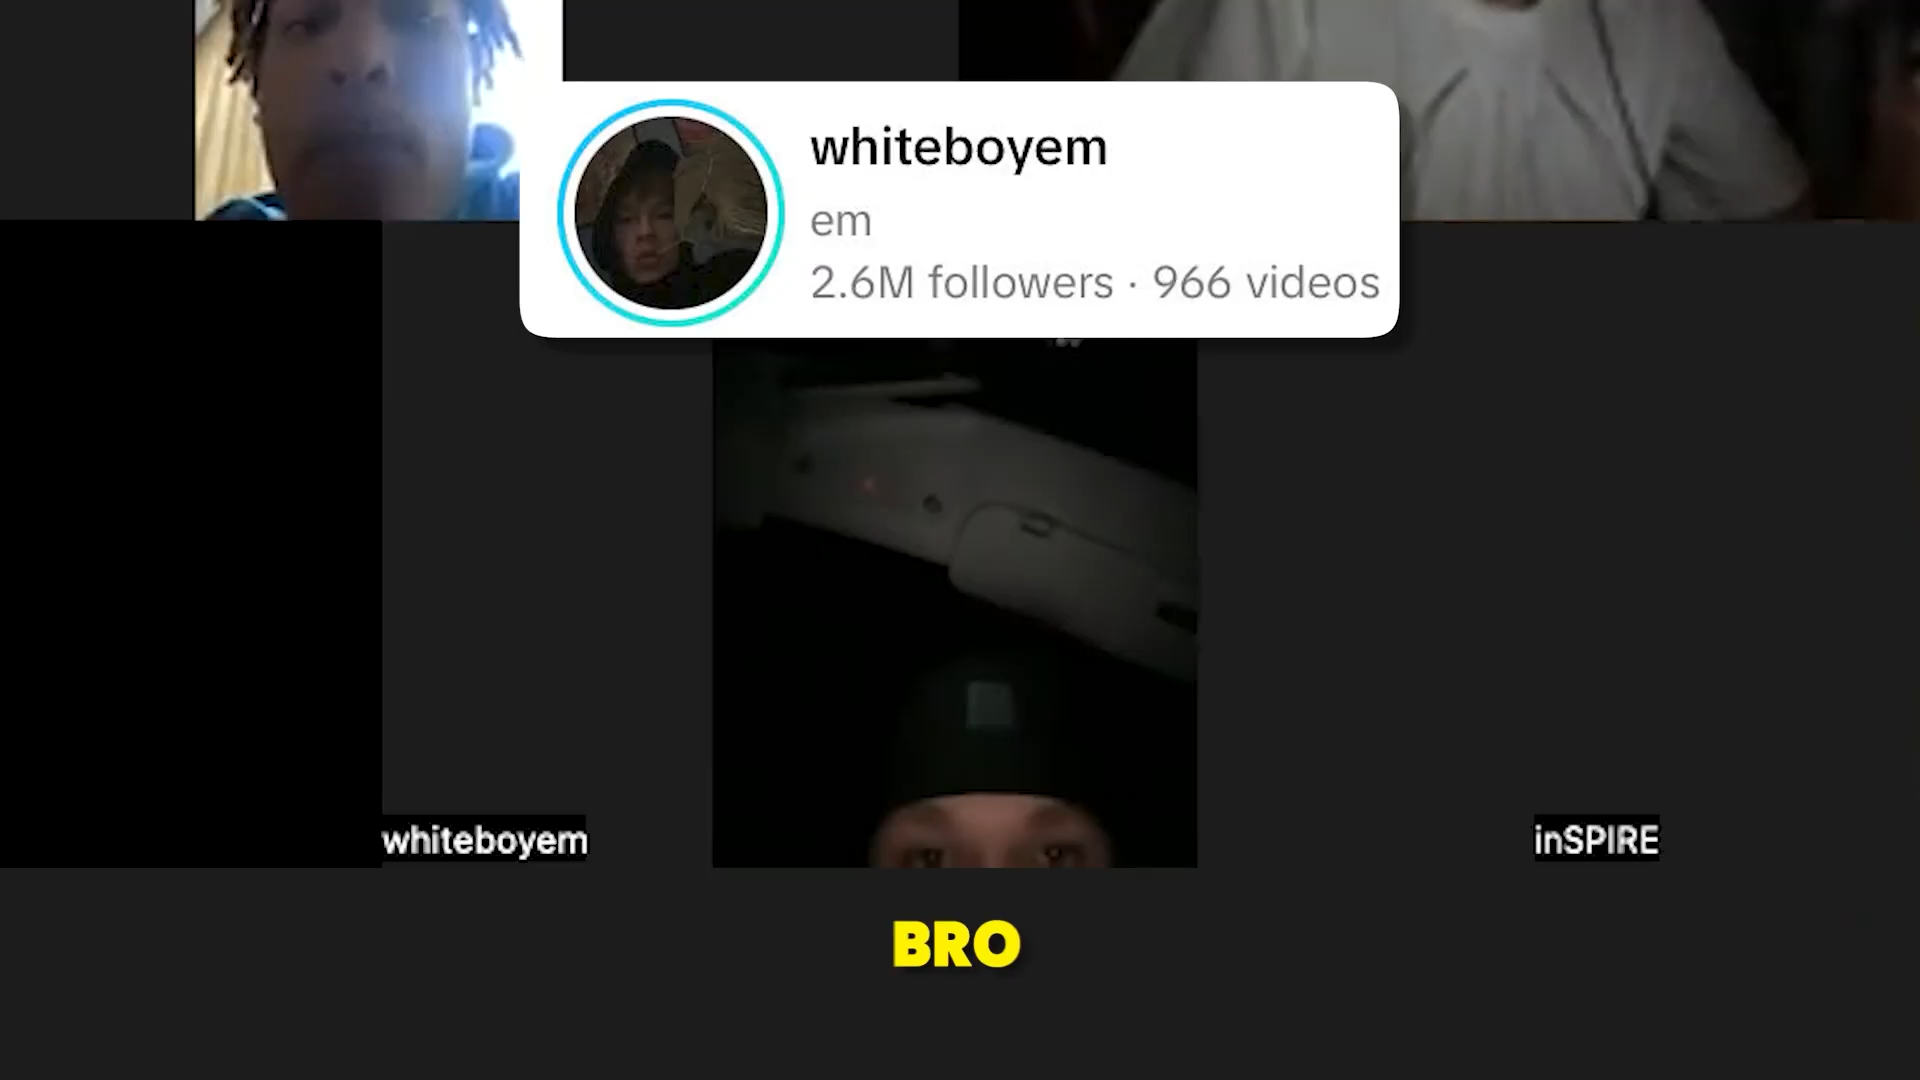 whiteboyem
em
2.6M followers · 966 videos
whiteboyem
inSPIRE
BRO